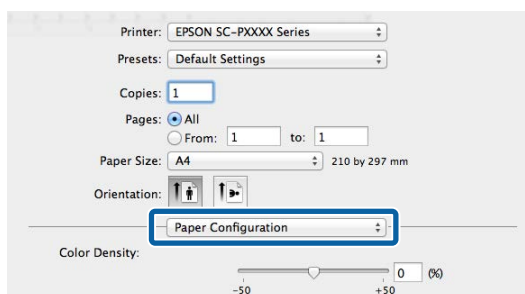 Printer: EPSON SC-PXXXX Series
Presets: Default Settings
Copies: 1
Pages: All
From: 1 to: 1
Paper Size: A4 210 by 297 mm
Orientation:
Paper Configuration
Color Density:
0 (%)
-50 +50